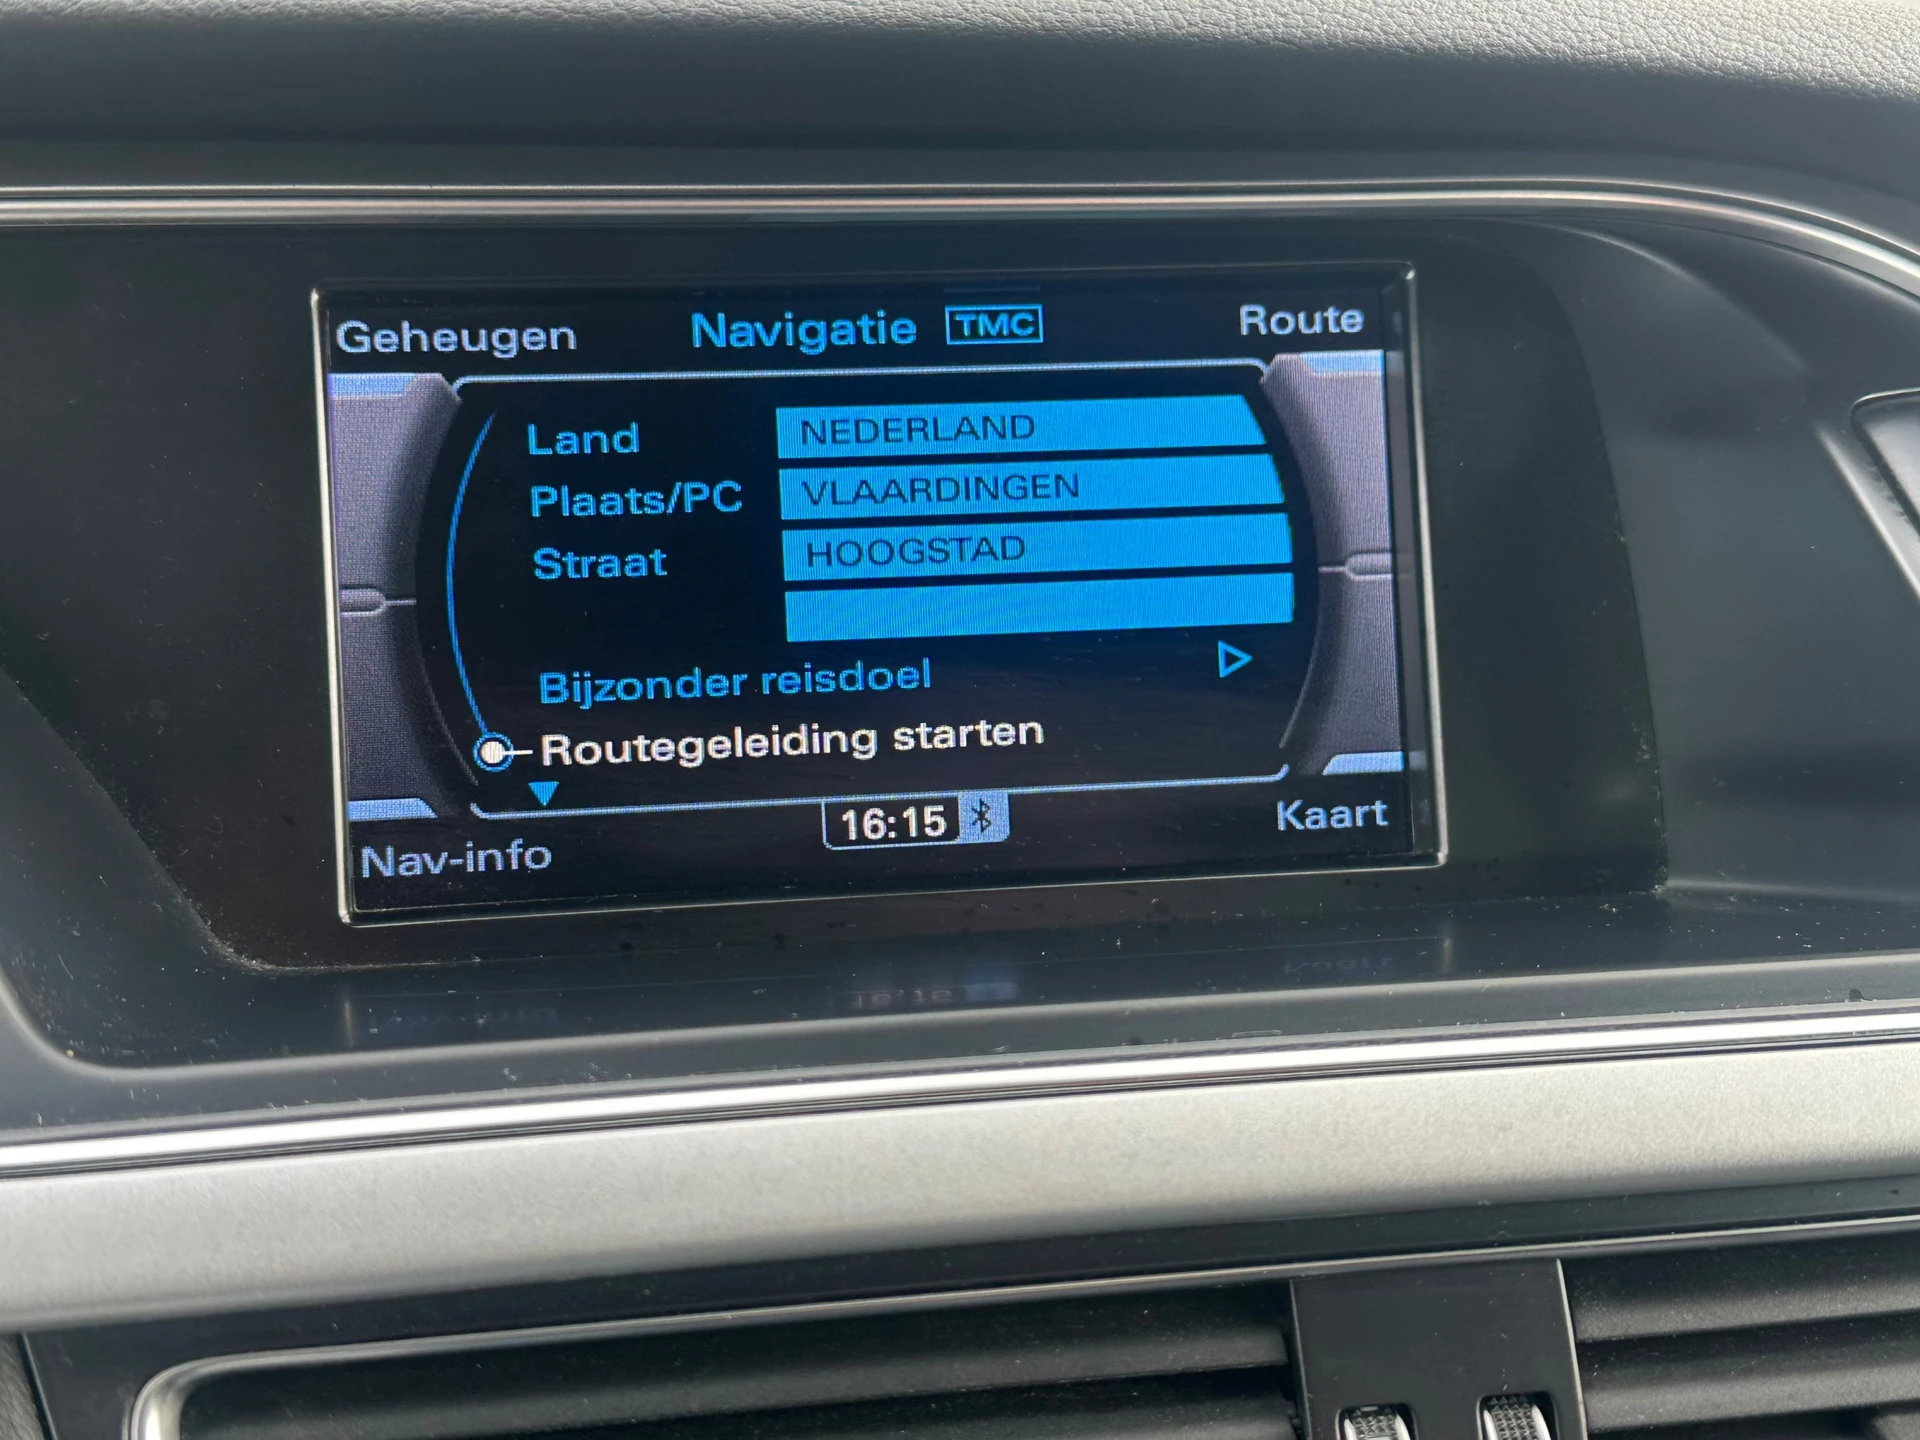 Geheugen Navigatie TMC Route
Land NEDERLAND
Plaats/PC VLAARDINGEN
Straat HOOGSTAD
Bijzonder reisdoel
Routegeleiding starten
Nav-info 16:15 Kaart